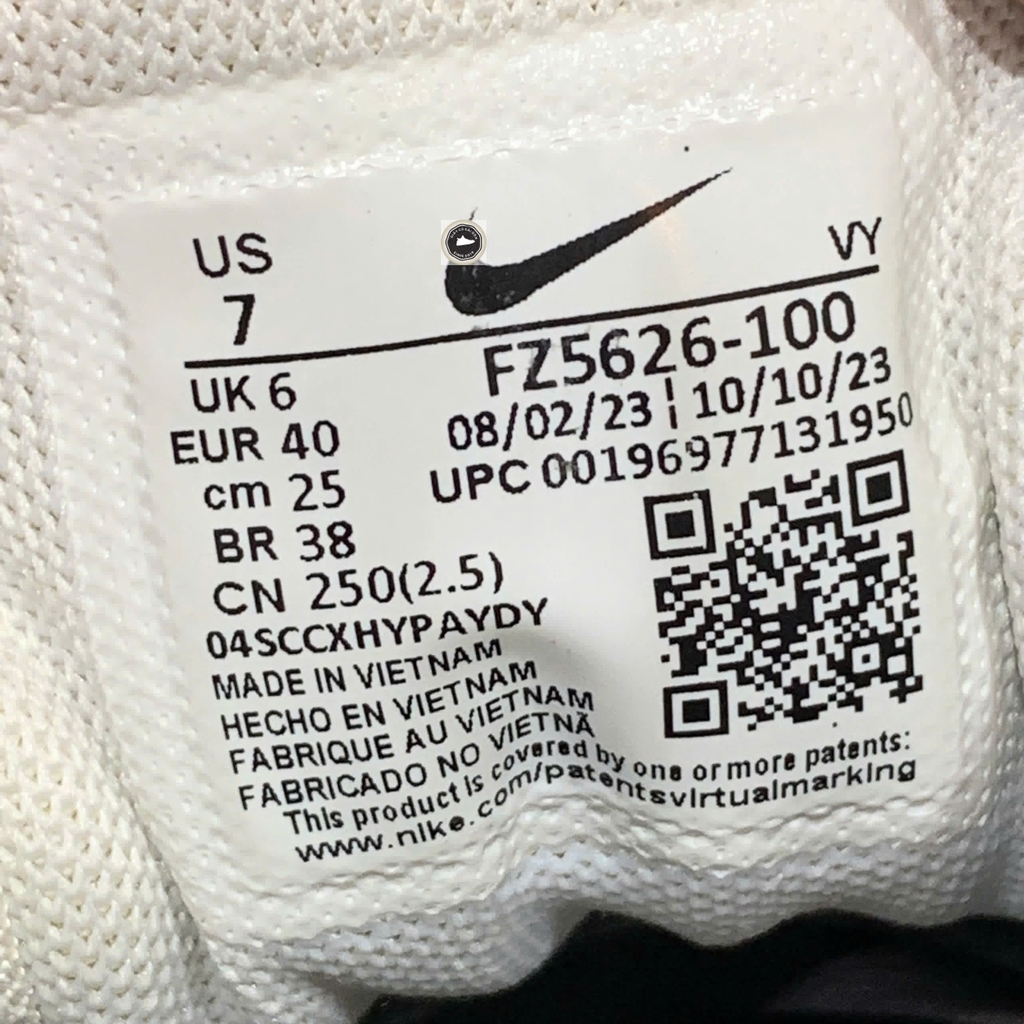 US
7
VY
UK 6
EUR 40
cm 25
BR 38
CN 250(2.5)
FZ5626-100
08/02/23 ¦ 10/10/23
UPC 00196977131950
04SCCXHYPAYDY
MADE IN VIETNAM
HECHO EN VIETNAM
FABRIQUE AU VIETNAM
FABRICADO NO VIETNÃ
This product is covered by one or more patents:
www.nike.com/patentsvirtualmarking